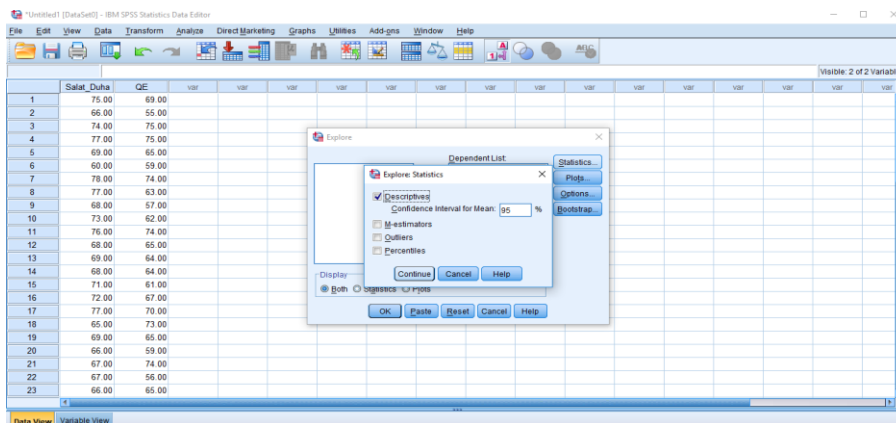 *Untitled1 [DataSet0] - IBM SPSS Statistics Data Editor
File Edit View Data Transform Analyze Direct Marketing Graphs Utilities Add-ons Window Help
Visible: 2 of 2 Variabl
Salat_Duha QE var var var var var var var var var var var var var var var
1 75.00 69.00
2 66.00 55.00
3 74.00 75.00
4 77.00 75.00
5 69.00 65.00
6 60.00 59.00
7 78.00 74.00
8 77.00 63.00
9 68.00 57.00
10 73.00 62.00
11 76.00 74.00
12 68.00 65.00
13 69.00 64.00
14 68.00 64.00
15 71.00 61.00
16 72.00 67.00
17 77.00 70.00
18 65.00 73.00
19 69.00 65.00
20 66.00 59.00
21 67.00 74.00
22 67.00 56.00
23 66.00 65.00
Explore
Dependent List:
Statistics...
Plots...
Options...
Bootstrap...
Explore: Statistics
Descriptives
Confidence Interval for Mean: 95 %
M-estimators
Outliers
Percentiles
Continue Cancel Help
Display
Both Statistics Plots
OK Paste Reset Cancel Help
Data View Variable View